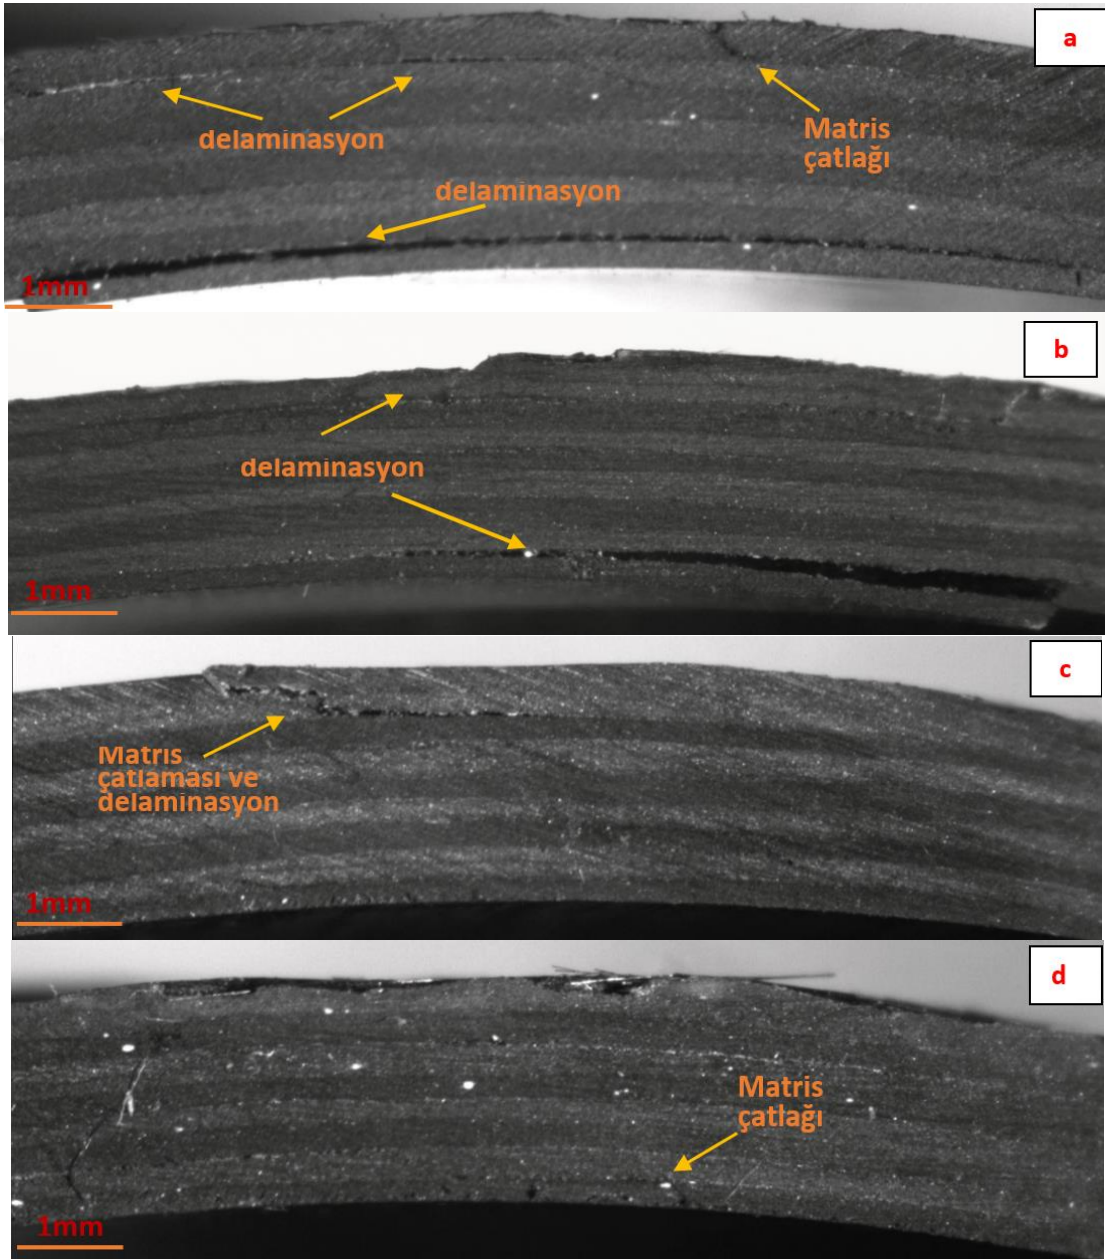 a
delaminasyon
Matris
çatlağı
delaminasyon
1mm
b
delaminasyon
1mm
c
Matrıs
çatlaması ve
delaminasyon
1mm
d
Matris
çatlağı
1mm